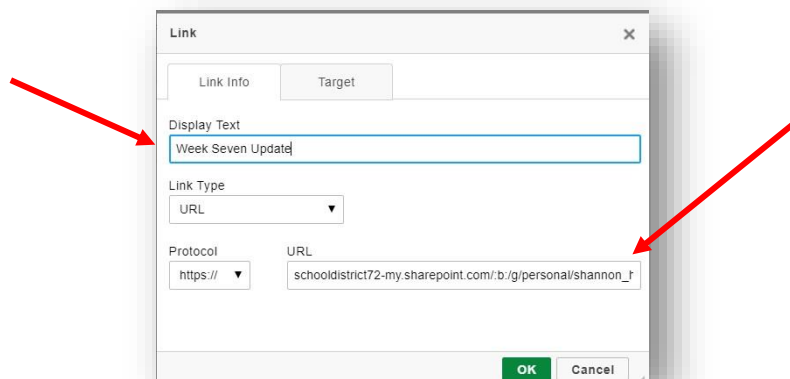 Link
Link Info Target
Display Text
Week Seven Update
Link Type
URL
Protocol URL
https:// schooldistrict72-my.sharepoint.com/:b:/g/personal/shannon_
OK Cancel